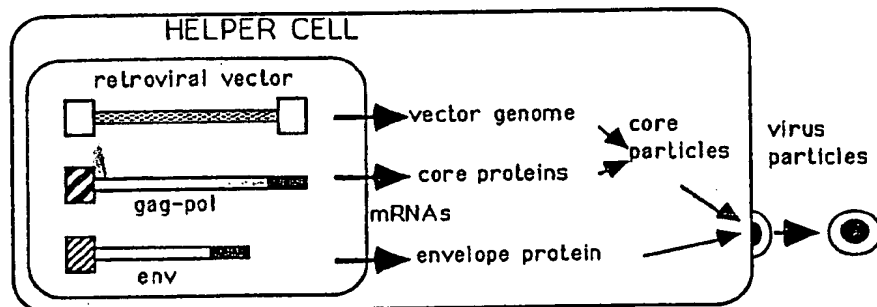 HELPER CELL
retroviral vector
vector genome
core
particles
virus
particles
core proteins
gag-pol
mRNAs
envelope protein
env